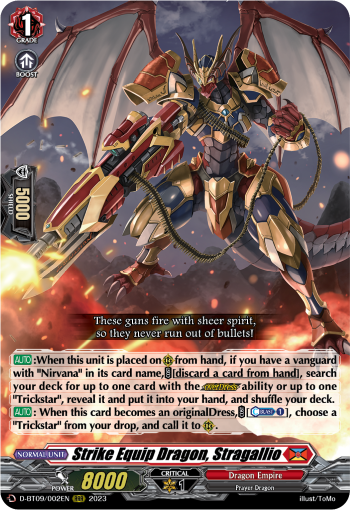 1
GRADE
BOOST
5000
SHIELD
These guns fire with sheer spirit,
so they never run out of bullets!
AUTO :When this unit is placed on R from hand, if you have a vanguard
with "Nirvana" in its card name, COST [discard a card from hand], search
your deck for up to one card with the OverDress ability or up to one
"Trickstar", reveal it and put it into your hand, and shuffle your deck.
AUTO : When this card becomes an originalDress, COST [COUNTER BLAST 1], choose a
"Trickstar" from your drop, and call it to R.
NORMAL UNIT
Strike Equip Dragon, Stragallio
POWER 8000
CRITICAL
1
Dragon Empire
Prayer Dragon
D-BT09/002EN RRR 2023
illust/ToMo